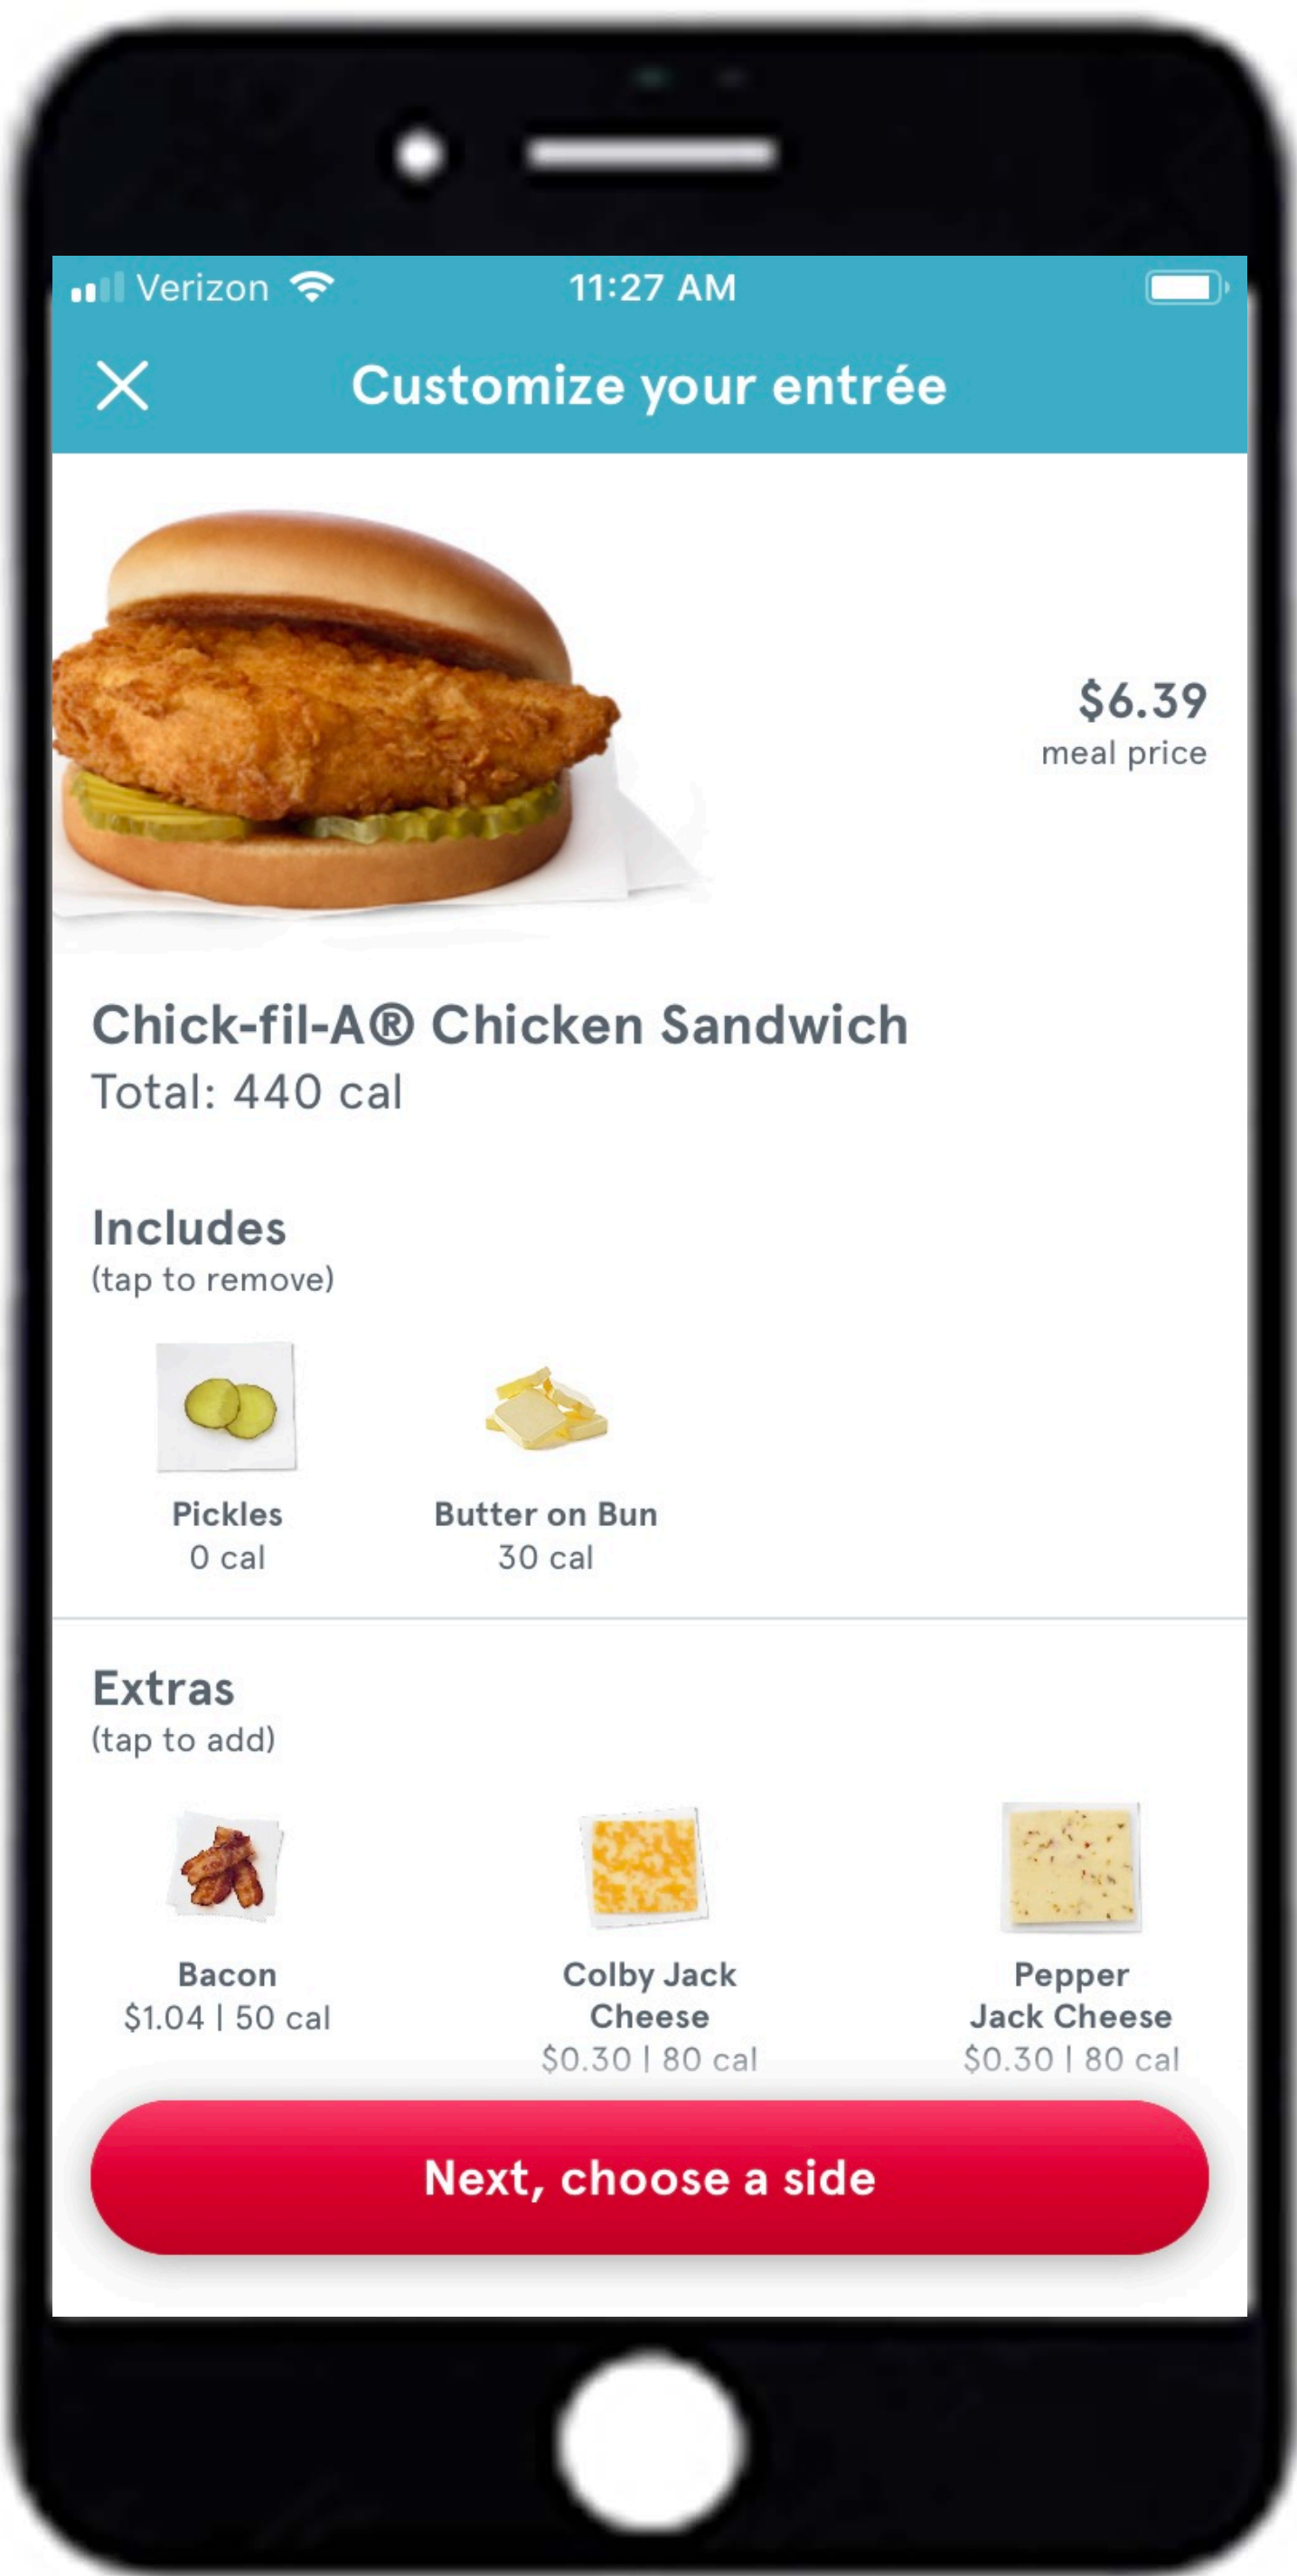 Verizon 11:27 AM
Customize your entrée
$6.39
meal price
Chick-fil-A® Chicken Sandwich
Total: 440 cal
Includes
(tap to remove)
Pickles
0 cal
Butter on Bun
30 cal
Extras
(tap to add)
Bacon
$1.04 | 50 cal
Colby Jack
Cheese
$0.30 | 80 cal
Pepper
Jack Cheese
$0.30 | 80 cal
Next, choose a side